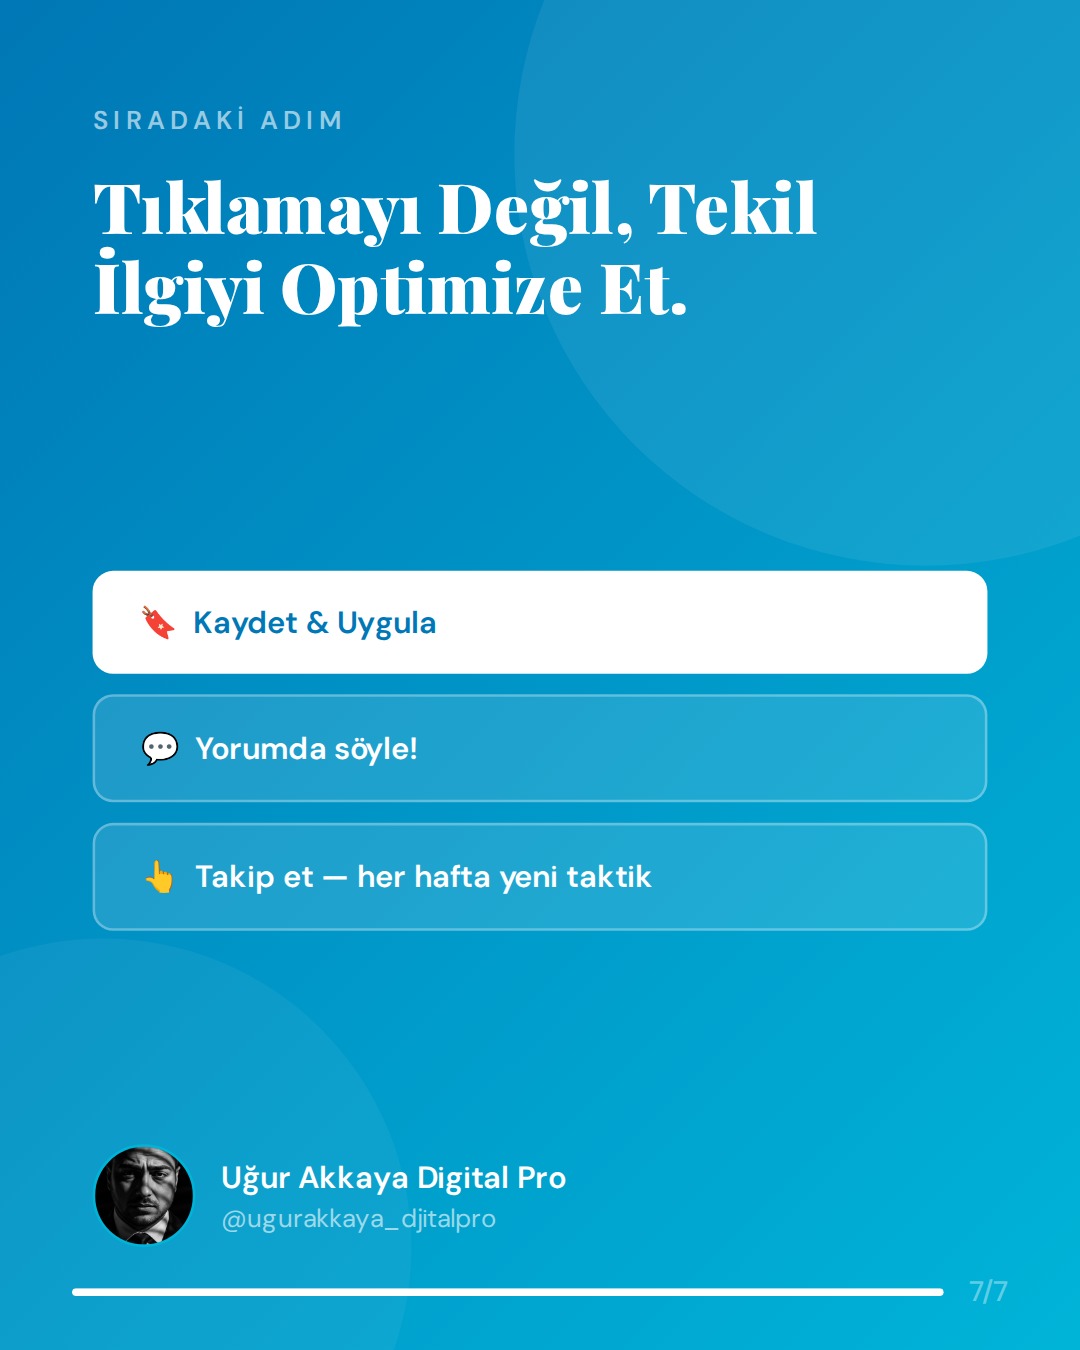 SIRADAKİ ADIM
Tıklamayı Değil, Tekil
İlgiyi Optimize Et.
Kaydet & Uygula
Yorumda söyle!
Takip et — her hafta yeni taktik
Uğur Akkaya Digital Pro
@ugurakkaya_djitalpro
7/7